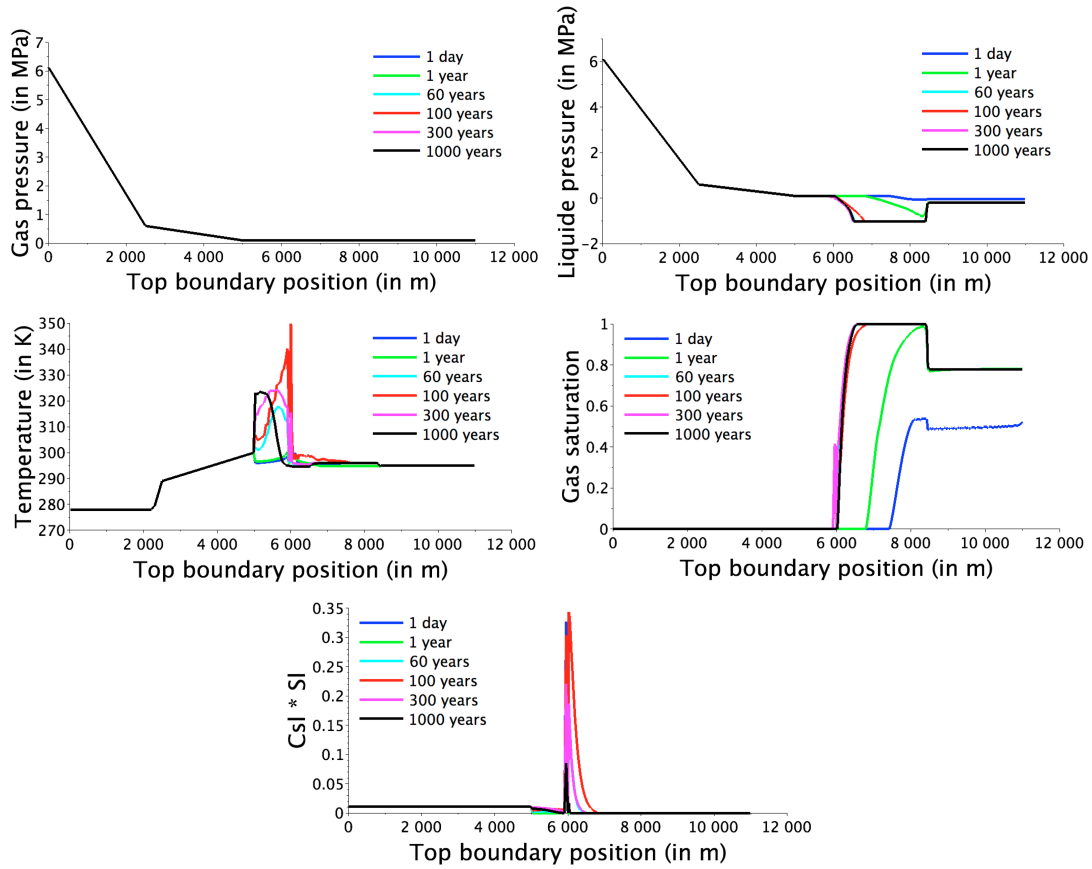 Gas pressure (in MPa)
7
6
5
4
3
2
1
0
0
2 000
4 000
6 000
8 000
10 000
12 000
Top boundary position (in m)
1 day
1 year
60 years
100 years
300 years
1000 years
Liquide pressure (in MPa)
6
4
2
0
−2
0
2 000
4 000
6 000
8 000
10 000
12 000
Top boundary position (in m)
1 day
1 year
60 years
100 years
300 years
1000 years
Temperature (in K)
350
340
330
320
310
300
290
280
270
0
2 000
4 000
6 000
8 000
10 000
12 000
Top boundary position (in m)
1 day
1 year
60 years
100 years
300 years
1000 years
Gas saturation
1
0.8
0.6
0.4
0.2
0
0
2 000
4 000
6 000
8 000
10 000
12 000
Top boundary position (in m)
1 day
1 year
60 years
100 years
300 years
1000 years
Csl * Sl
0.35
0.3
0.25
0.2
0.15
0.1
0.05
0
0
2 000
4 000
6 000
8 000
10 000
12 000
Top boundary position (in m)
1 day
1 year
60 years
100 years
300 years
1000 years